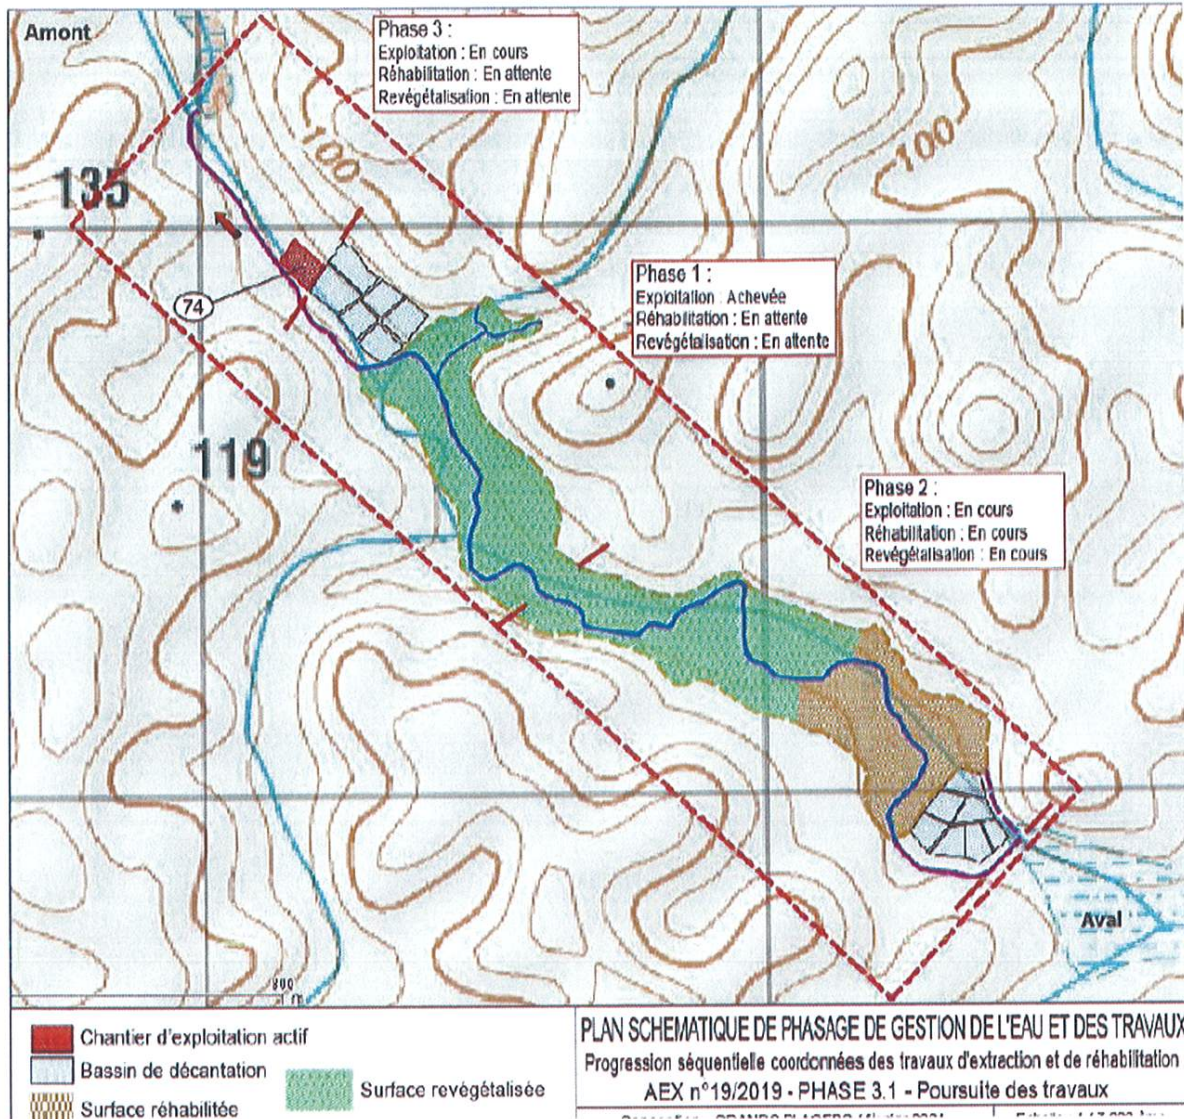 Amont
Phase 3 :
Exploitation : En cours
Réhabilitation : En attente
Revégétalisation : En attente
100
100
135
74
Phase 1 :
Exploitation : Achevée
Réhabilitation : En attente
Revégétalisation : En attente
119
Phase 2 :
Exploitation : En cours
Réhabilitation : En cours
Revégétalisation : En cours
Aval
800
m
Chantier d'exploitation actif
Bassin de décantation
Surface réhabilitée
Surface revégétalisée
PLAN SCHEMATIQUE DE PHASAGE DE GESTION DE L'EAU ET DES TRAVAUX
Progression séquentielle coordonnées des travaux d'extraction et de réhabilitation
AEX n°19/2019 - PHASE 3.1 - Poursuite des travaux